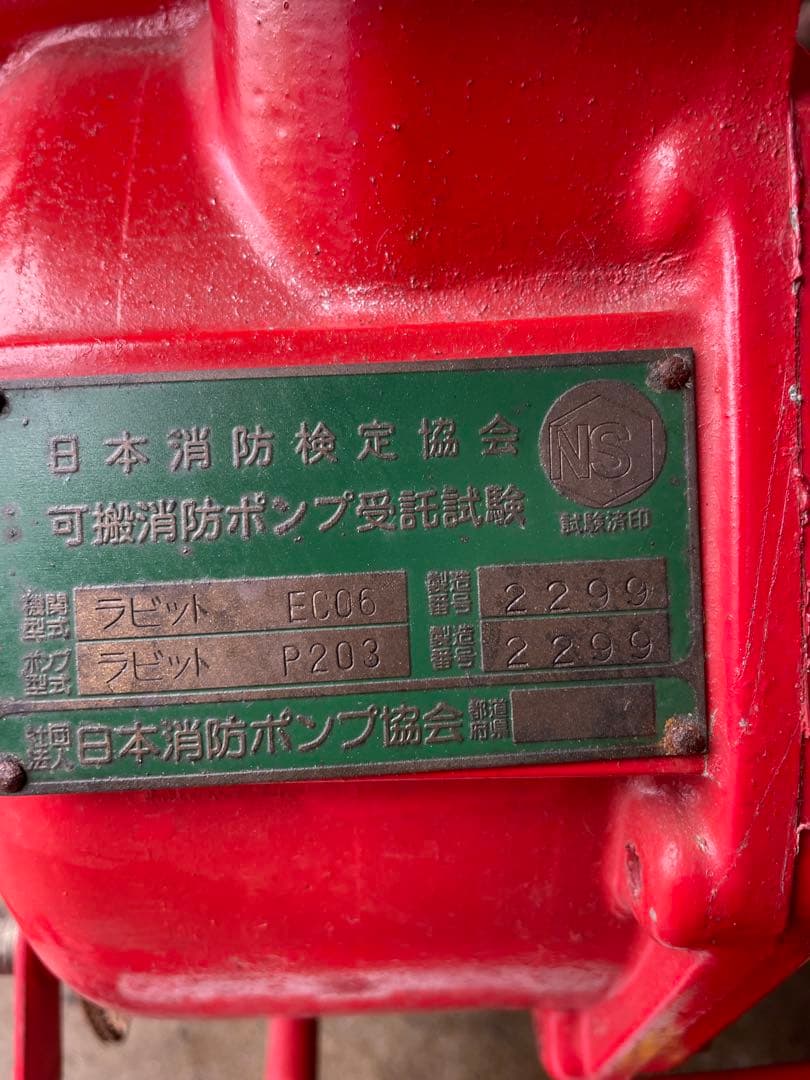 日本消防検定協会
NS
可搬消防ポンプ受託試験
試験済印
機関型式 ラビット EC06 製造番号 2299
ポンプ型式 ラビット P203 製造番号 2299
社団法人 日本消防ポンプ協会 都道府県